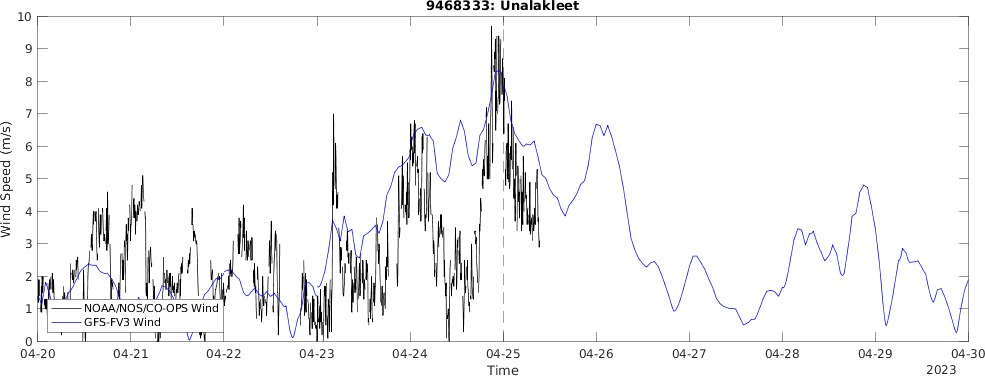 9468333: Unalakleet
10
9
8
7
6
5
4
3
2
1
0
Wind Speed (m/s)
NOAA/NOS/CO-OPS Wind
GFS-FV3 Wind
04-20 04-21 04-22 04-23 04-24 04-25 04-26 04-27 04-28 04-29 04-30
Time
2023